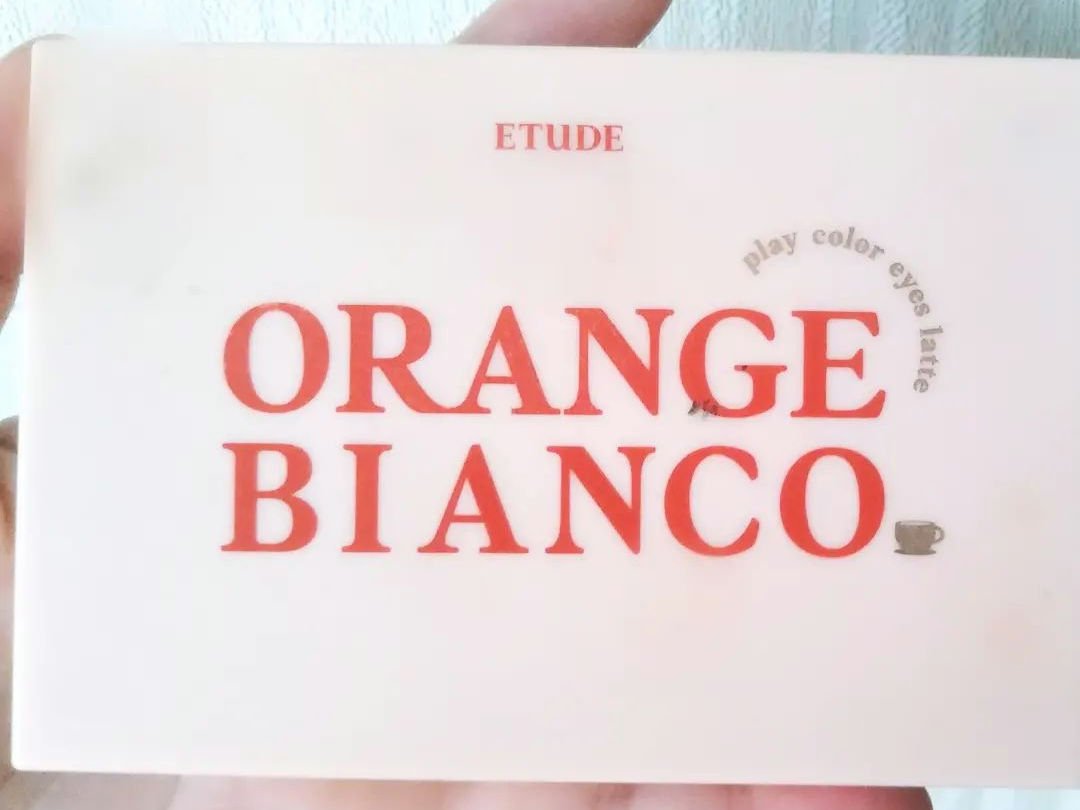 ETUDE
play color eyes latte
ORANGE
BIANCO